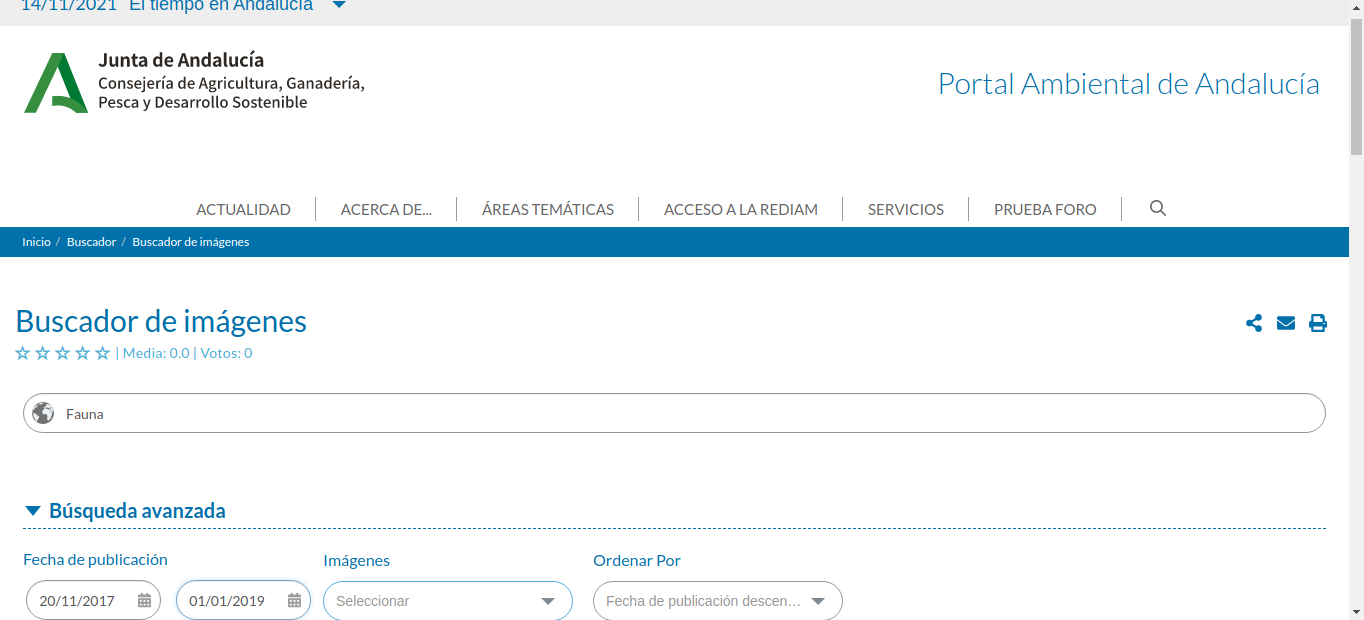 14/11/2021 El tiempo en Andalucía
Junta de Andalucía
Consejería de Agricultura, Ganadería,
Pesca y Desarrollo Sostenible
Portal Ambiental de Andalucía
ACTUALIDAD ACERCA DE... ÁREAS TEMÁTICAS ACCESO A LA REDIAM SERVICIOS PRUEBA FORO
Inicio / Buscador / Buscador de imágenes
Buscador de imágenes
| Media: 0.0 | Votos: 0
Fauna
Búsqueda avanzada
Fecha de publicación Imágenes Ordenar Por
20/11/2017 01/01/2019 Seleccionar Fecha de publicación descen...